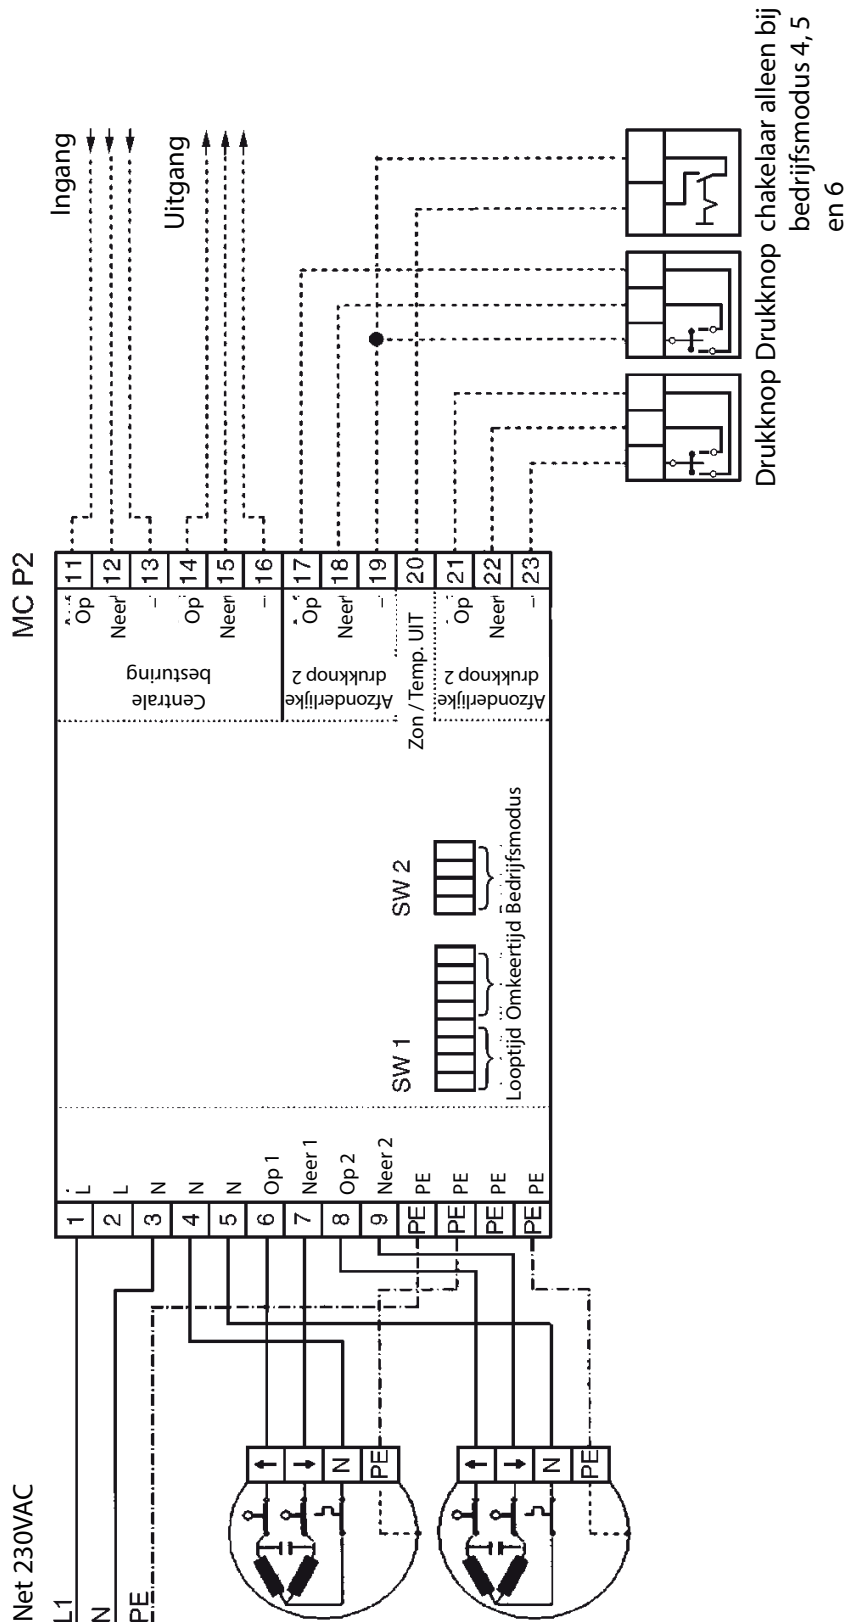 MC P2
Net 230VAC
L1
N
PE
1 L
2 L
3 N
4 N
5 N
6 Op 1
7 Neer 1
8 Op 2
9 Neer 2
PE PE
PE PE
PE PE
PE PE
N
PE
N
PE
SW 1
SW 2
Looptijd Omkeertijd Bedrijfsmodus
Centrale
besturing
Afzonderlijke
drukknop 2
Zon / Temp. UIT
Afzonderlijke
drukknop 2
Op 11
Neer 12
– 13
Op 14
Neer 15
– 16
Op 17
Neer 18
– 19
20
Op 21
Neer 22
– 23
Ingang
Uitgang
Drukknop
Drukknop
chakelaar alleen bij
bedrijfsmodus 4, 5
en 6